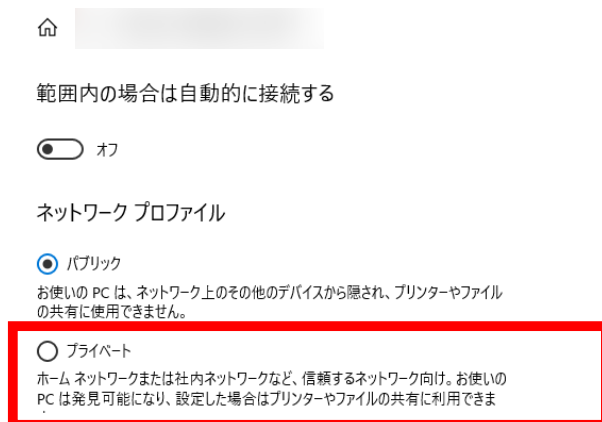 範囲内の場合は自動的に接続する
オフ
ネットワーク プロファイル
パブリック
お使いの PC は、ネットワーク上のその他のデバイスから隠され、プリンターやファイル
の共有に使用できません。
プライベート
ホーム ネットワークまたは社内ネットワークなど、信頼するネットワーク向け。お使いの
PC は発見可能になり、設定した場合はプリンターやファイルの共有に利用できま